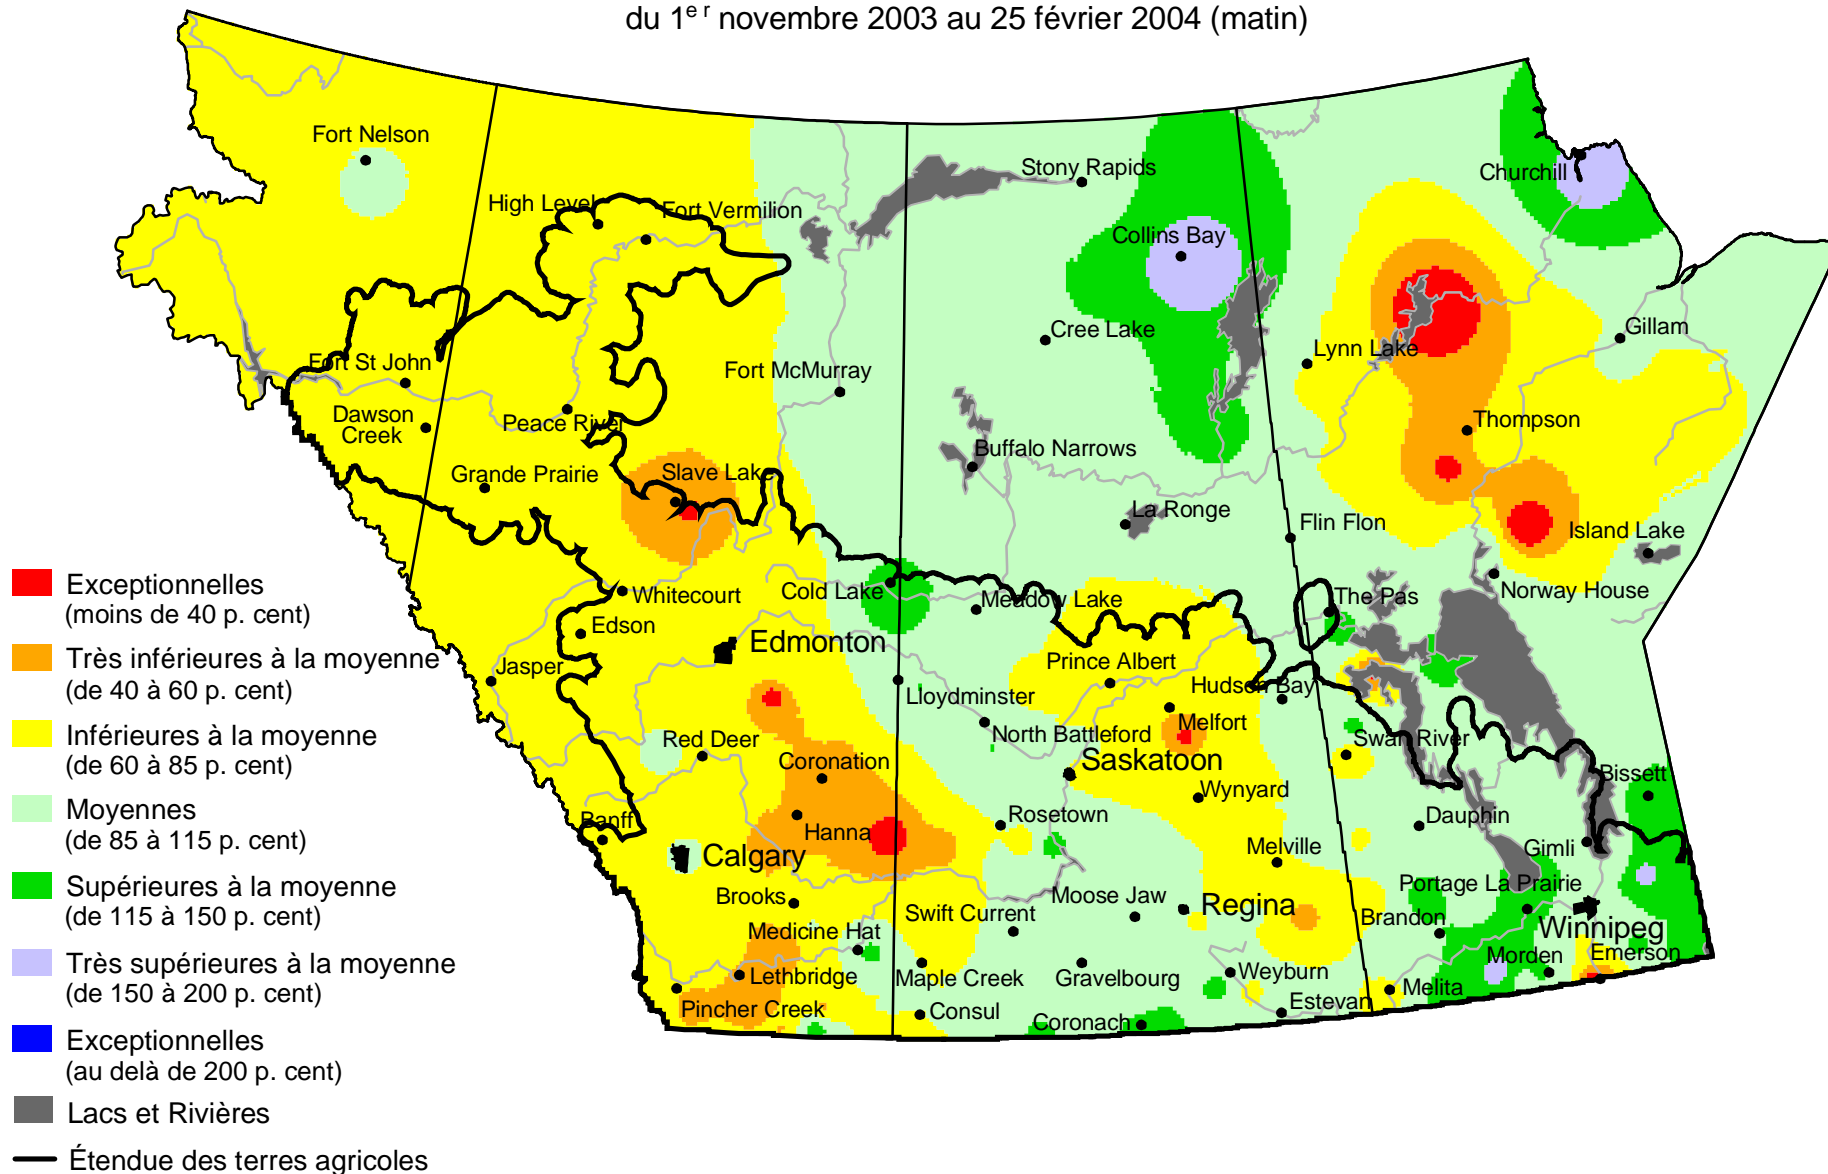 du 1er novembre 2003 au 25 février 2004 (matin)
Fort Nelson
Stony Rapids
Churchill
High Level
Fort Vermilion
Collins Bay
Cree Lake
Gillam
Lynn Lake
Fort St John
Fort McMurray
Dawson
Creek
Peace River
Thompson
Buffalo Narrows
Grande Prairie
Slave Lake
La Ronge
Flin Flon
Island Lake
Norway House
Whitecourt
Cold Lake
Meadow Lake
The Pas
Edson
Edmonton
Jasper
Prince Albert
Hudson Bay
Lloydminster
Melfort
North Battleford
Red Deer
Swan River
Coronation
Saskatoon
Bissett
Wynyard
Banff
Hanna
Rosetown
Dauphin
Calgary
Melville
Gimli
Brooks
Moose Jaw
Portage La Prairie
Swift Current
Regina
Brandon
Winnipeg
Medicine Hat
Morden
Emerson
Lethbridge
Maple Creek
Gravelbourg
Weyburn
Melita
Pincher Creek
Consul
Coronach
Estevan
Exceptionnelles
(moins de 40 p. cent)
Très inférieures à la moyenne
(de 40 à 60 p. cent)
Inférieures à la moyenne
(de 60 à 85 p. cent)
Moyennes
(de 85 à 115 p. cent)
Supérieures à la moyenne
(de 115 à 150 p. cent)
Très supérieures à la moyenne
(de 150 à 200 p. cent)
Exceptionnelles
(au delà de 200 p. cent)
Lacs et Rivières
Étendue des terres agricoles